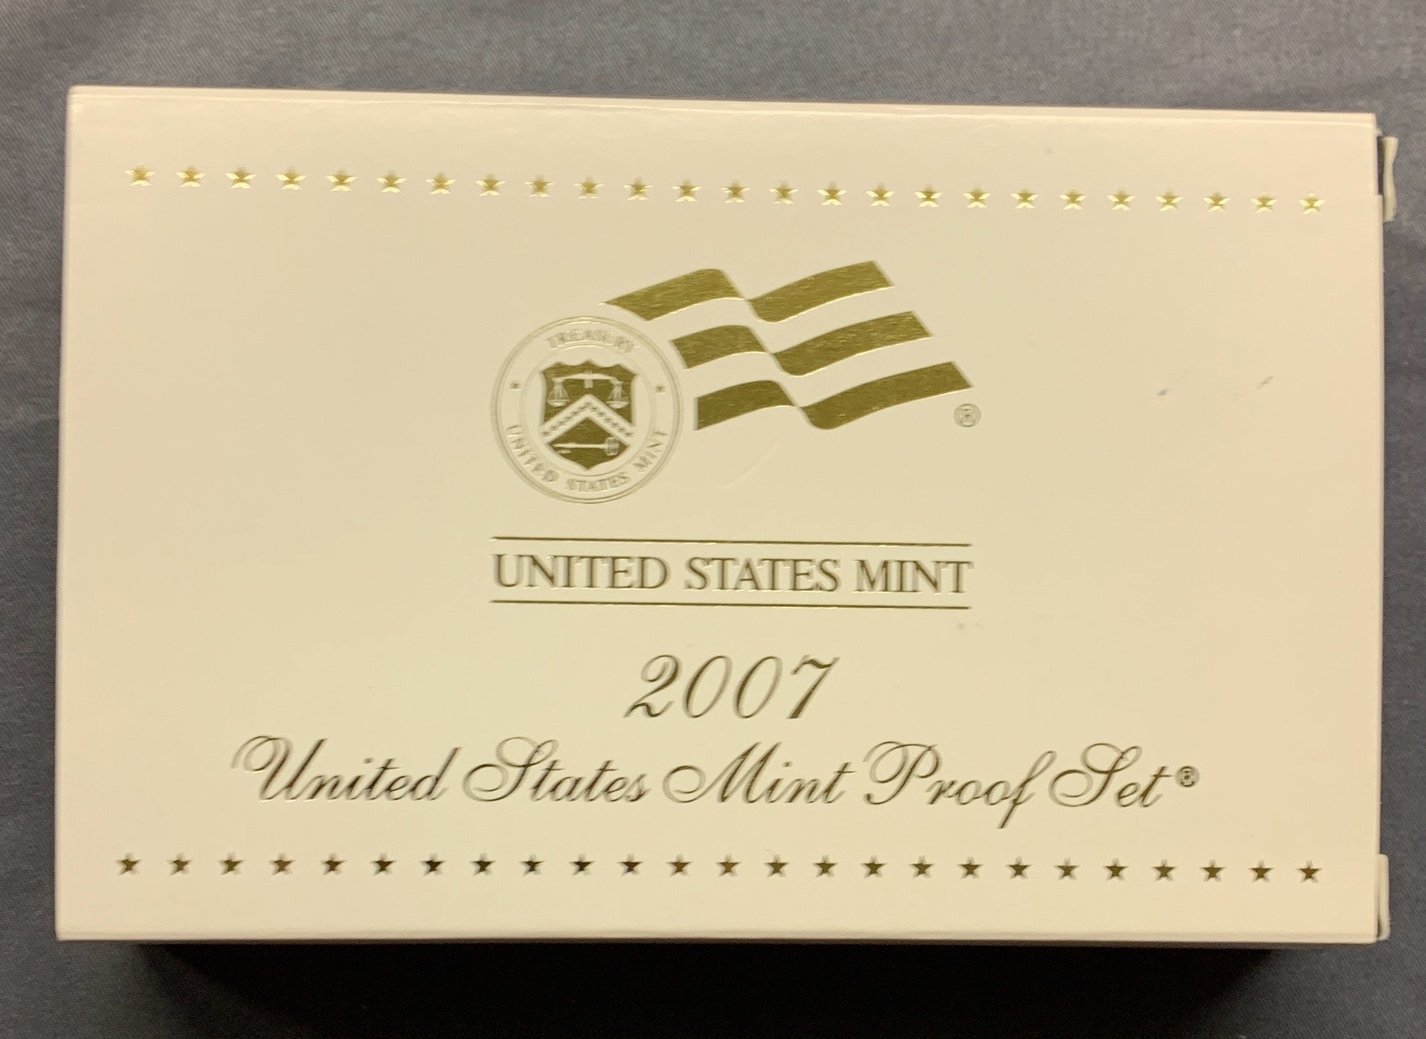 TREASURY
UNITED STATES MINT
®
UNITED STATES MINT
2007
United States Mint Proof Set®